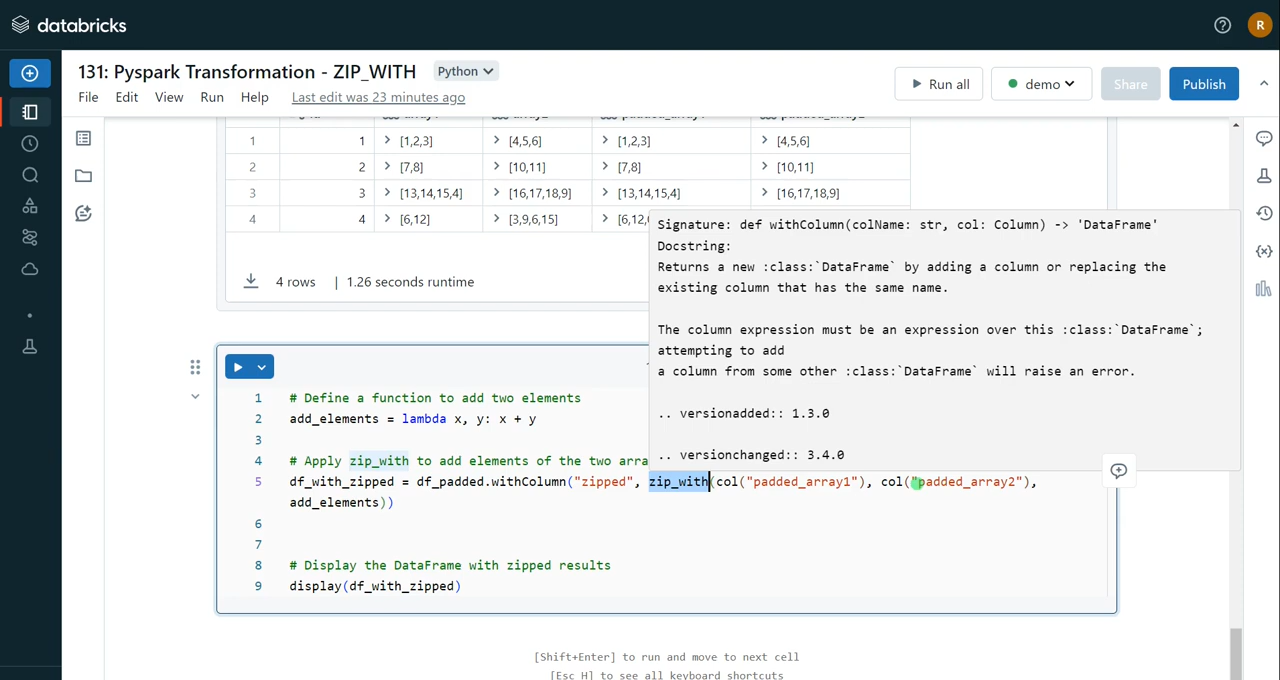 databricks
R
131: Pyspark Transformation - ZIP_WITH Python
File Edit View Run Help Last edit was 23 minutes ago
Run all demo Share Publish
1 1 [1,2,3] [4,5,6] [1,2,3] [4,5,6]
2 2 [7,8] [10,11] [7,8] [10,11]
3 3 [13,14,15,4] [16,17,18,9] [13,14,15,4] [16,17,18,9]
4 4 [6,12] [3,9,6,15]
4 rows | 1.26 seconds runtime
Signature: def withColumn(colName: str, col: Column) -> 'DataFrame'
Docstring:
Returns a new :class:`DataFrame` by adding a column or replacing the
existing column that has the same name.
The column expression must be an expression over this :class:`DataFrame`;
attempting to add
a column from some other :class:`DataFrame` will raise an error.
.. versionadded:: 1.3.0
.. versionchanged:: 3.4.0
1 # Define a function to add two elements
2 add_elements = lambda x, y: x + y
3
4 # Apply zip_with to add elements of the two arra
5 df_with_zipped = df_padded.withColumn("zipped", zip_with(col("padded_array1"), col("padded_array2"),
add_elements))
6
7
8 # Display the DataFrame with zipped results
9 display(df_with_zipped)
[Shift+Enter] to run and move to next cell
[Esc H] to see all keyboard shortcuts